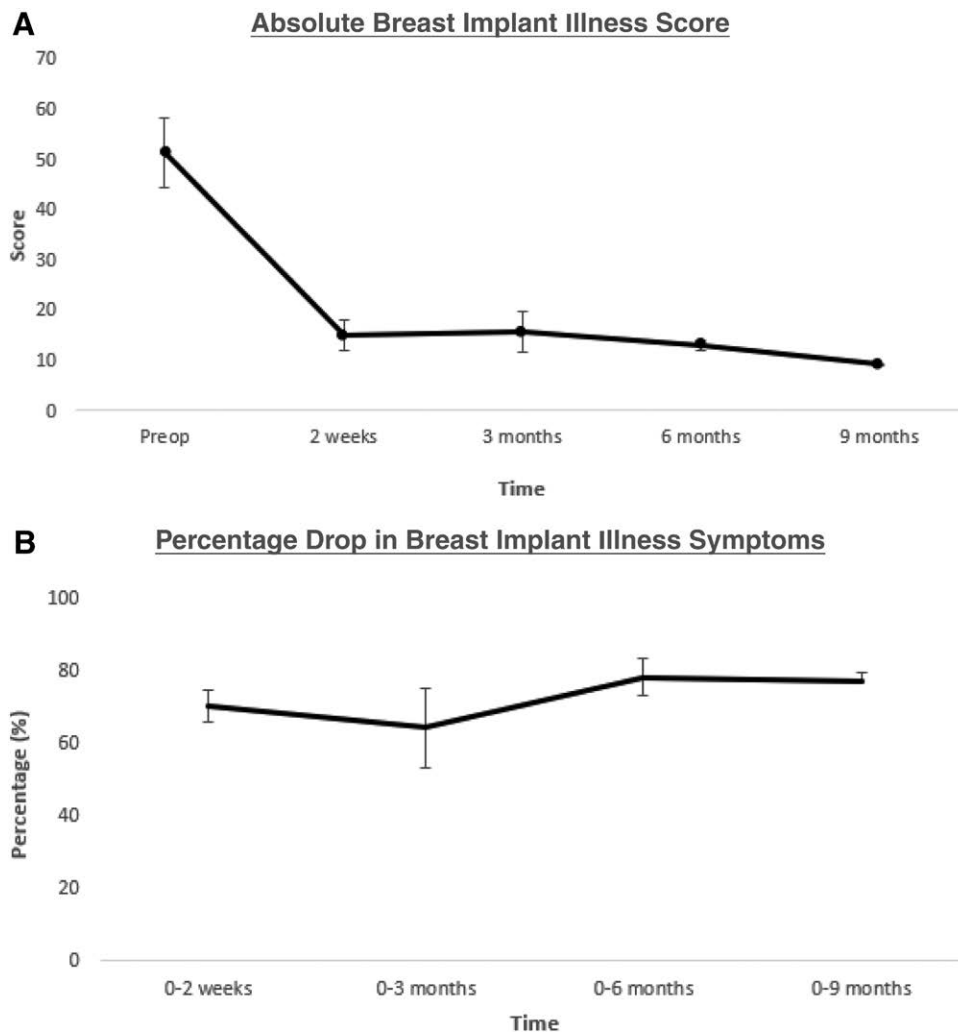 A
Absolute Breast Implant Illness Score
70
60
50
40
30
20
10
0
Score
Preop 2 weeks 3 months 6 months 9 months
Time
B
Percentage Drop in Breast Implant Illness Symptoms
100
80
60
40
20
0
Percentage (%)
0-2 weeks 0-3 months 0-6 months 0-9 months
Time